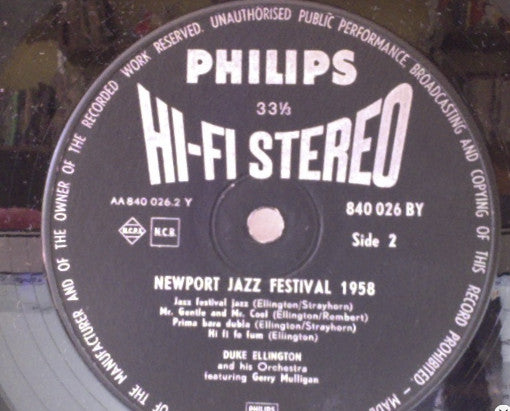 OF THE MANUFACTURER AND OF THE OWNER OF THE RECORDED WORK RESERVED. UNAUTHORISED PUBLIC PERFORMANCE BROADCASTING AND COPYING OF THIS RECORD PROHIBITED. – MAD
PHILIPS
33⅓
HI-FI STEREO
AA 840 026.2 Y
840 026 BY
B.C.P.S.
N.C.B.
Side 2
NEWPORT JAZZ FESTIVAL 1958
Jazz festival jazz (Ellington/Strayhorn)
Mr. Gentle and Mr. Cool (Ellington/Rembert)
Prima bara dubla (Ellington/Strayhorn)
Hi fi fo fum (Ellington)
DUKE ELLINGTON
and his Orchestra
featuring Gerry Mulligan
PHILIPS